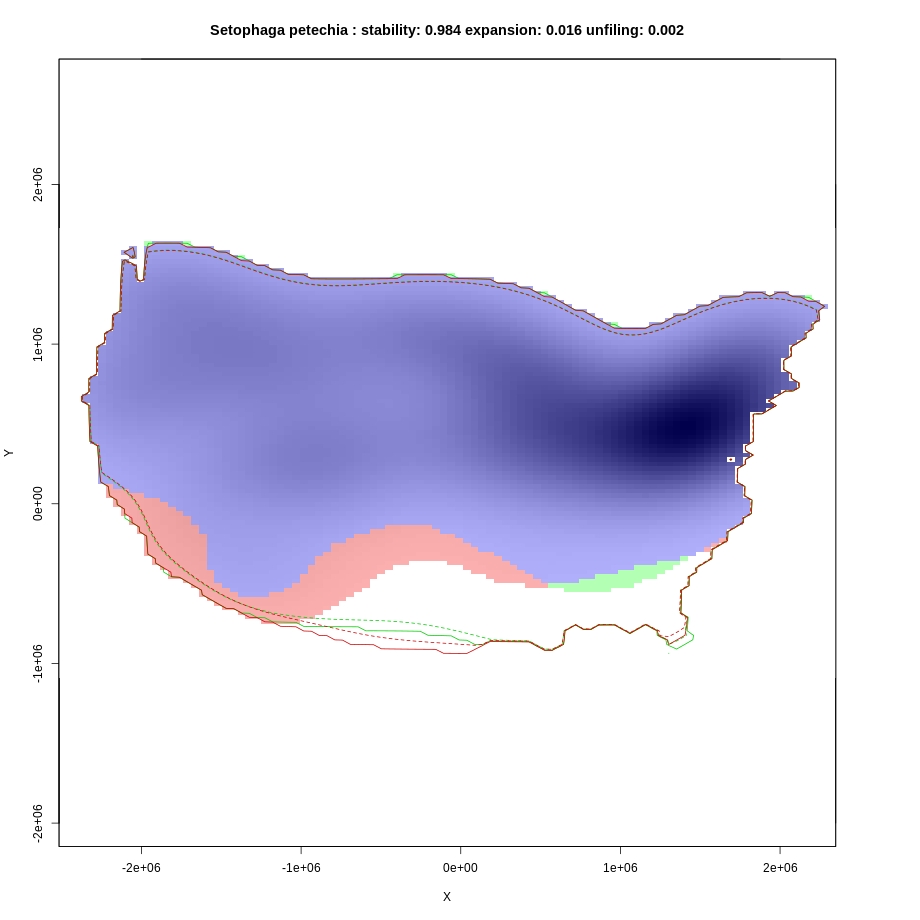 Setophaga petechia : stability: 0.984 expansion: 0.016 unfiling: 0.002
2e+06
1e+06
0e+00
-1e+06
-2e+06
Y
-2e+06 -1e+06 0e+00 1e+06 2e+06
X